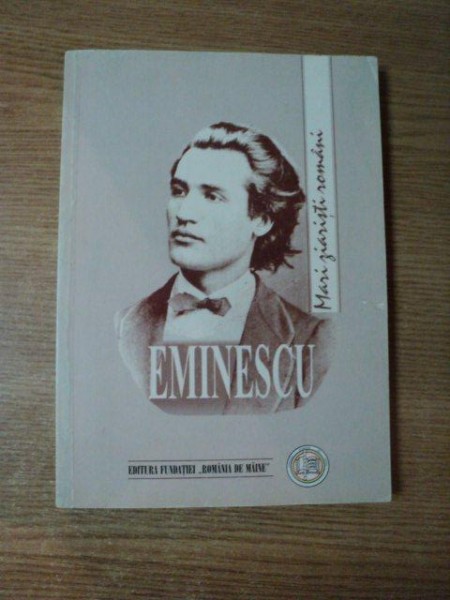 Mari ziariști români
EMINESCU
EDITURA FUNDAȚIEI „ROMÂNIA DE MÂINE”